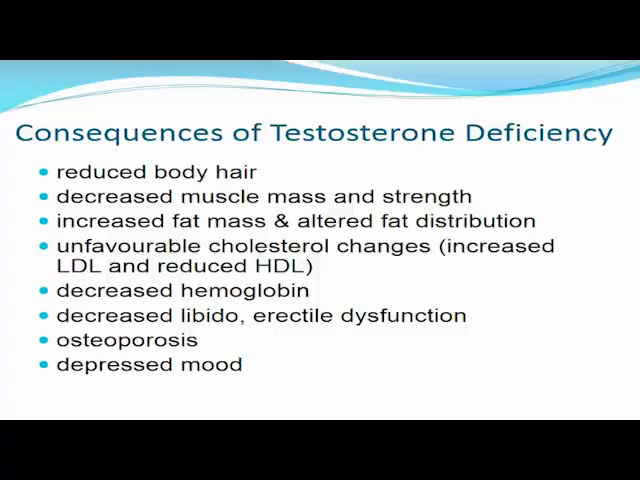 Consequences of Testosterone Deficiency
• reduced body hair
• decreased muscle mass and strength
• increased fat mass & altered fat distribution
• unfavourable cholesterol changes (increased
LDL and reduced HDL)
• decreased hemoglobin
• decreased libido, erectile dysfunction
• osteoporosis
• depressed mood